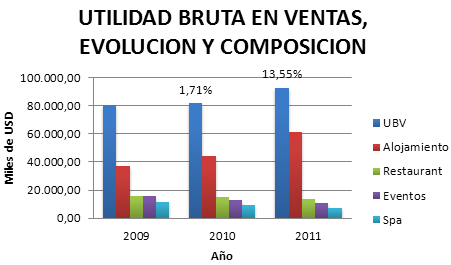 UTILIDAD BRUTA EN VENTAS,
EVOLUCION Y COMPOSICION
13,55%
1,71%
100.000,00
80.000,00
60.000,00
40.000,00
20.000,00
0,00
Miles de USD
2009
2010
2011
Año
UBV
Alojamiento
Restaurant
Eventos
Spa